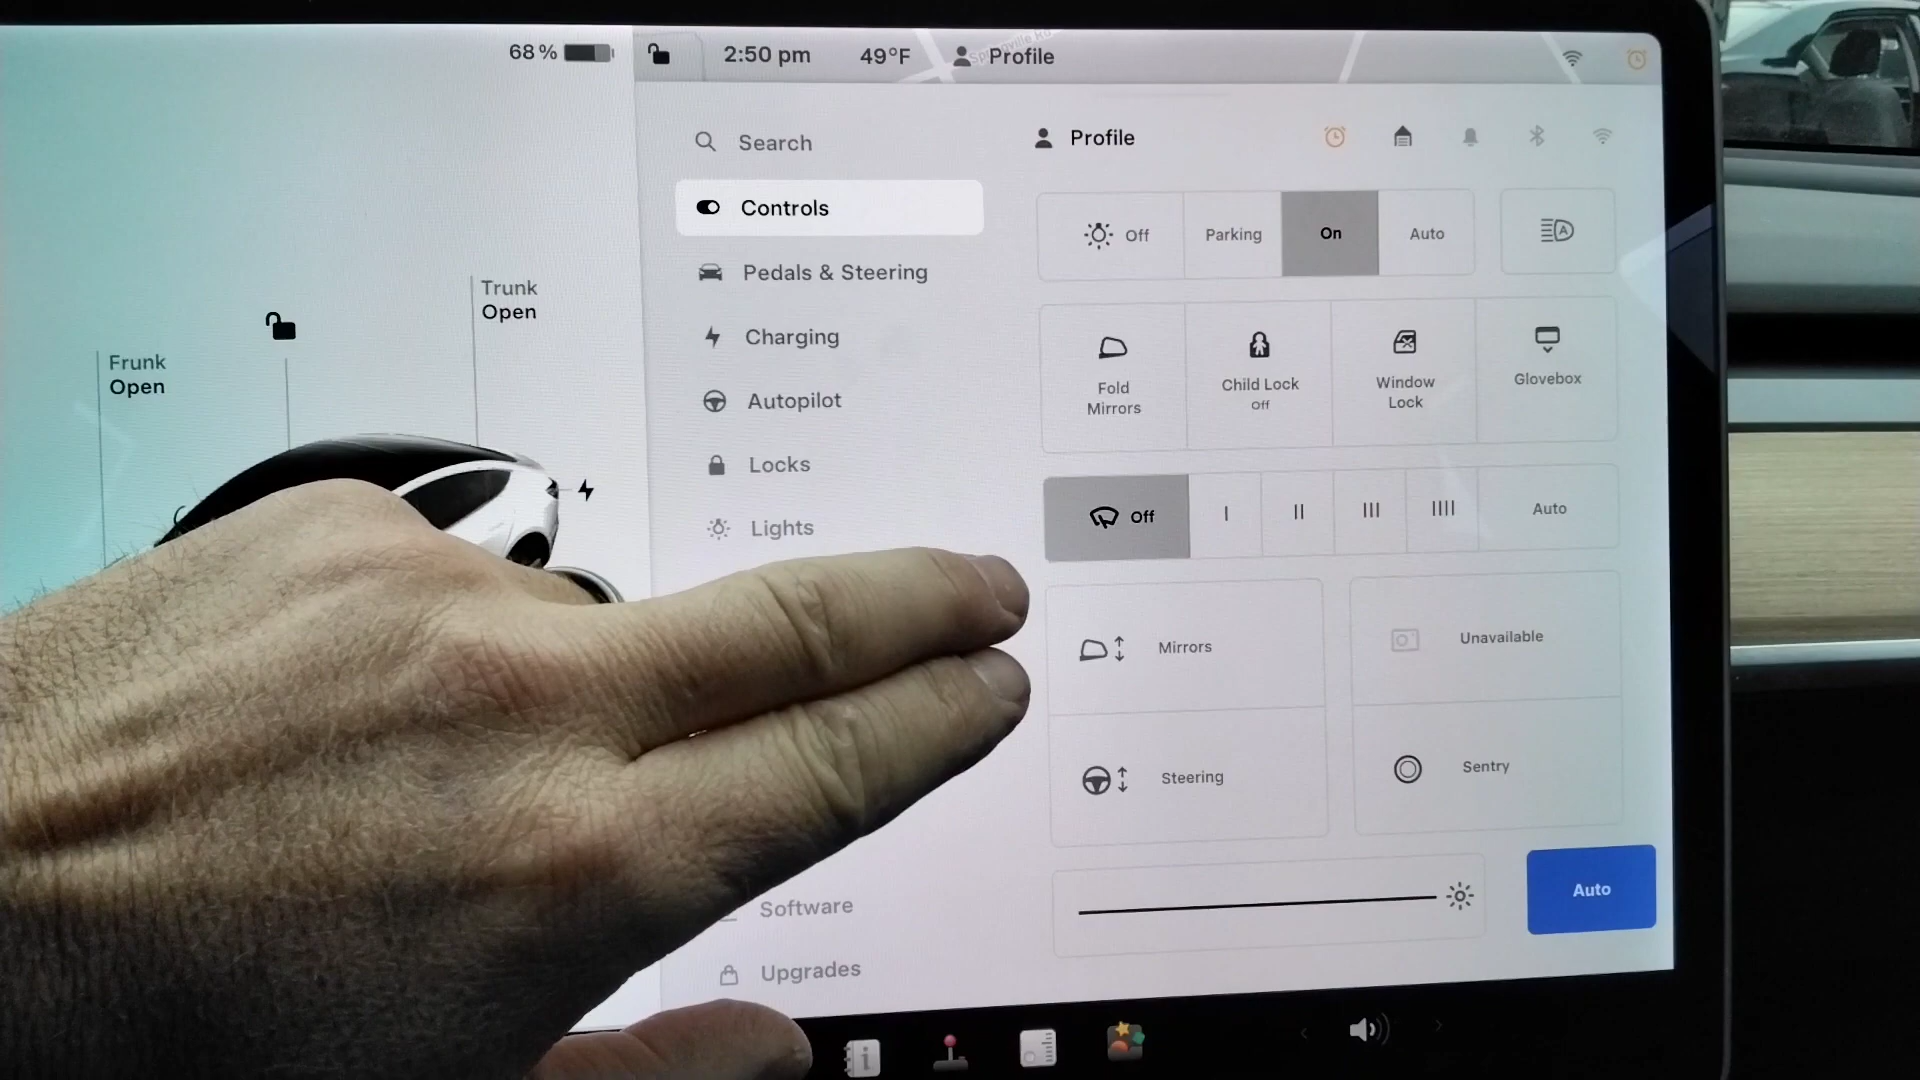 68 %
2:50 pm
49°F
Springville Rd
Profile
Trunk
Open
Frunk
Open
Search
Controls
Pedals & Steering
Charging
Autopilot
Locks
Lights
Software
Upgrades
Profile
Off
Parking
On
Auto
Fold
Mirrors
Child Lock
Off
Window
Lock
Glovebox
Off
I
II
III
IIII
Auto
Mirrors
Unavailable
Steering
Sentry
Auto